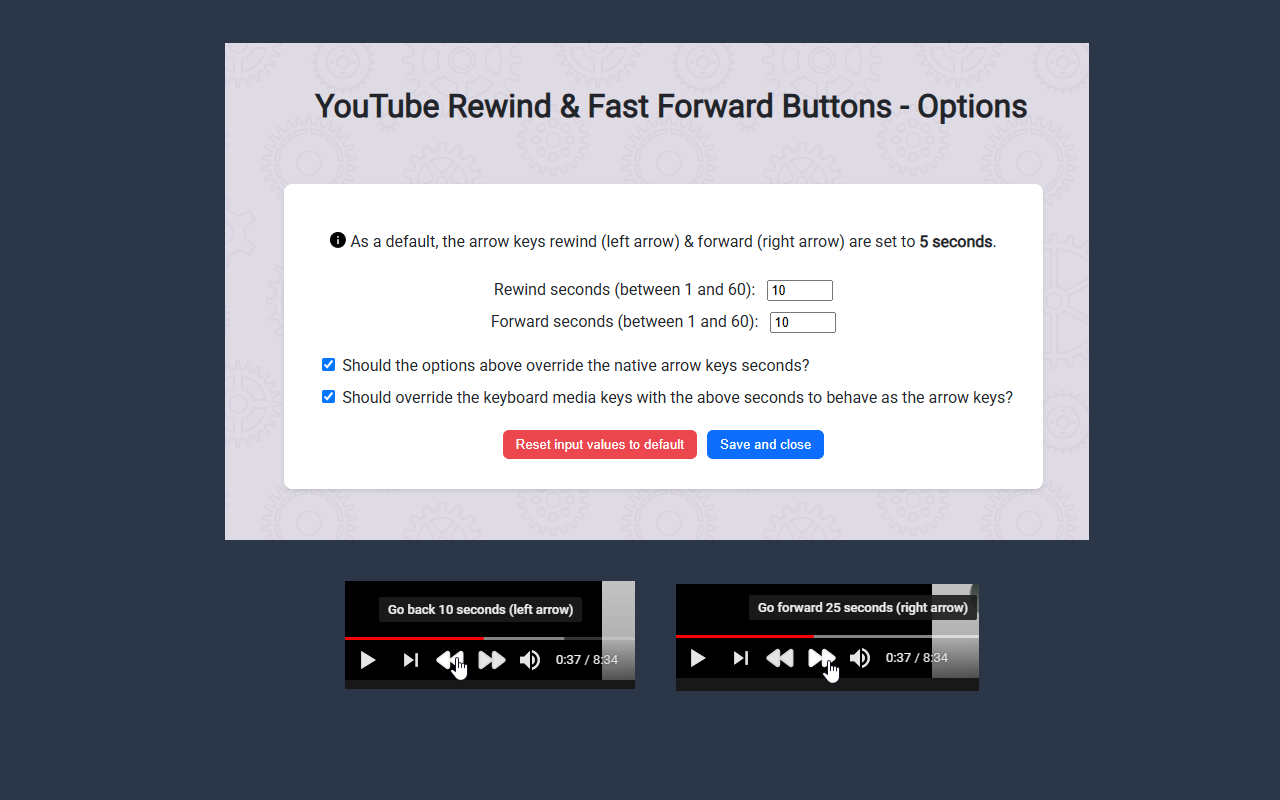 YouTube Rewind & Fast Forward Buttons - Options
As a default, the arrow keys rewind (left arrow) & forward (right arrow) are set to 5 seconds.
Rewind seconds (between 1 and 60): 10
Forward seconds (between 1 and 60): 10
Should the options above override the native arrow keys seconds?
Should override the keyboard media keys with the above seconds to behave as the arrow keys?
Reset input values to default
Save and close
Go back 10 seconds (left arrow)
0:37 / 8:34
Go forward 25 seconds (right arrow)
0:37 / 8:34